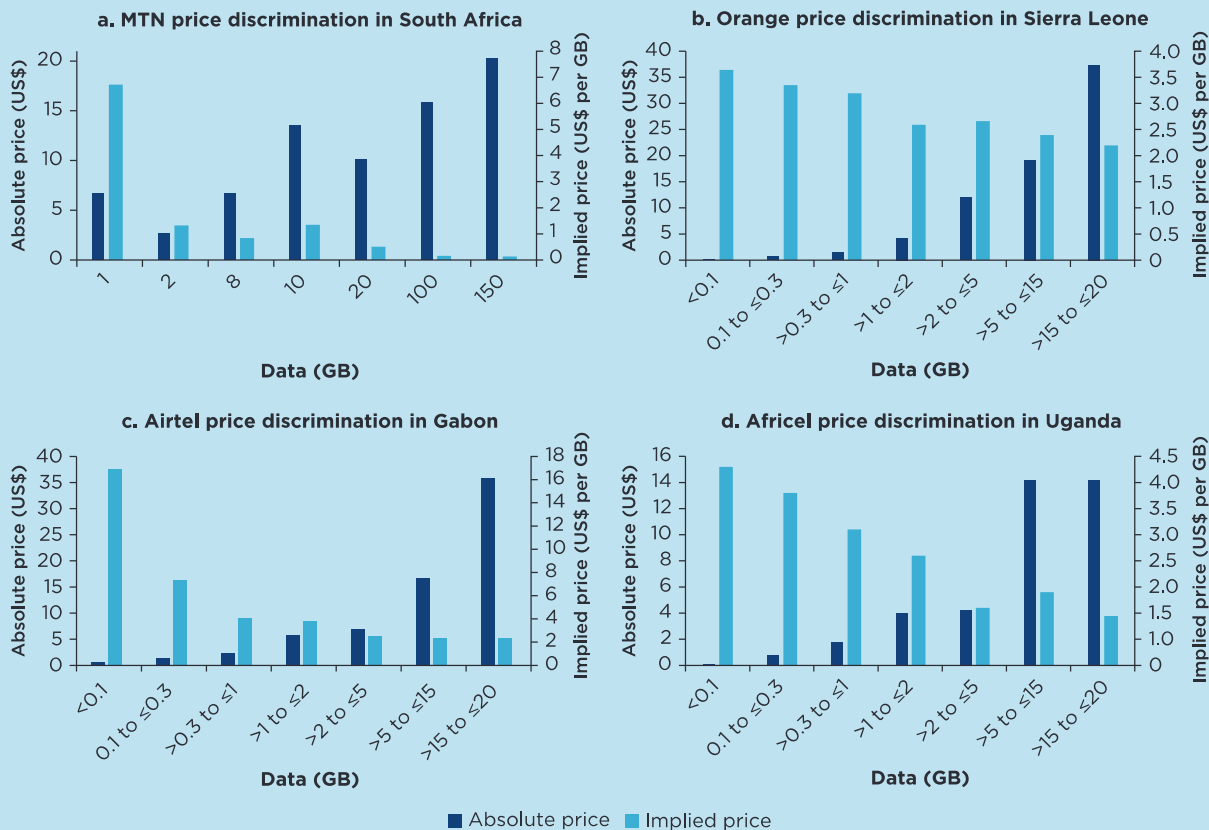 a. MTN price discrimination in South Africa
Absolute price (US$)
20
15
10
5
0
8
7
6
5
4
3
2
1
0
Implied price (US$ per GB)
1
2
8
10
20
100
150
Data (GB)
b. Orange price discrimination in Sierra Leone
Absolute price (US$)
40
35
30
25
20
15
10
5
0
4.0
3.5
3.0
2.5
2.0
1.5
1.0
0.5
0
Implied price (US$ per GB)
<0.1
0.1 to ≤0.3
>0.3 to ≤1
>1 to ≤2
>2 to ≤5
>5 to ≤15
>15 to ≤20
Data (GB)
c. Airtel price discrimination in Gabon
Absolute price (US$)
40
35
30
25
20
15
10
5
0
18
16
14
12
10
8
6
4
2
0
Implied price (US$ per GB)
<0.1
0.1 to ≤0.3
>0.3 to ≤1
>1 to ≤2
>2 to ≤5
>5 to ≤15
>15 to ≤20
Data (GB)
d. Africel price discrimination in Uganda
Absolute price (US$)
16
14
12
10
8
6
4
2
0
4.5
4.0
3.5
3.0
2.5
2.0
1.5
1.0
0
Implied price (US$ per GB)
<0.1
0.1 to ≤0.3
>0.3 to ≤1
>1 to ≤2
>2 to ≤5
>5 to ≤15
>15 to ≤20
Data (GB)
Absolute price
Implied price